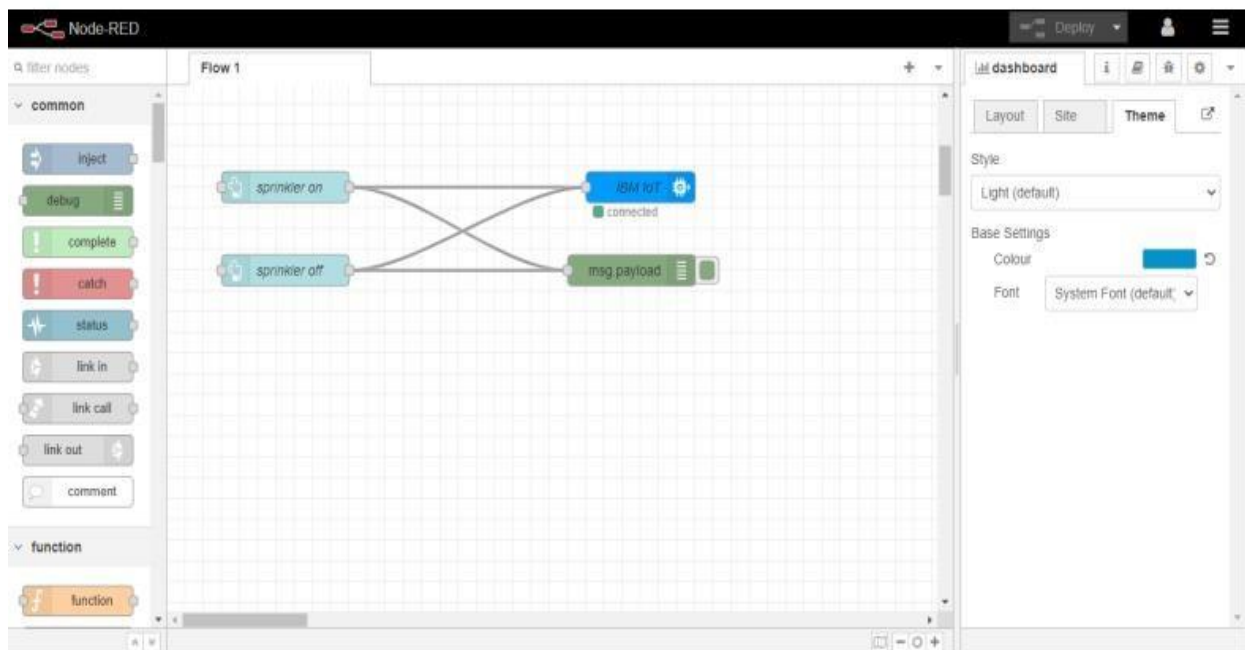 Node-RED
Deploy
filter nodes
Flow 1
dashboard
i
common
Layout
Site
Theme
inject
debug
complete
catch
status
link in
link call
link out
comment
function
function
sprinkler on
sprinkler off
IBM IoT
connected
msg.payload
Style
Light (default)
Base Settings
Colour
Font
System Font (default)